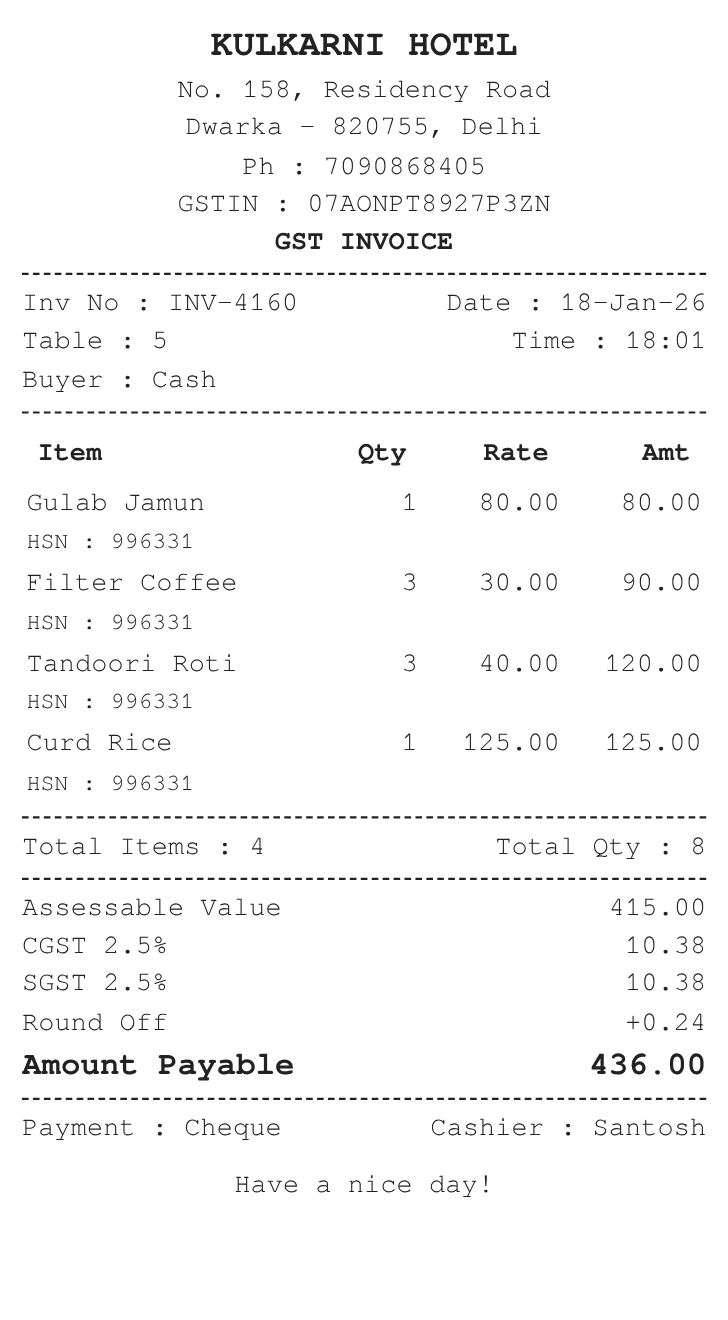 KULKARNI HOTEL
No. 158, Residency Road
Dwarka - 820755, Delhi
Ph : 7090868405
GSTIN : 07AONPT8927P3ZN
GST INVOICE
Inv No : INV-4160 Date : 18-Jan-26
Table : 5 Time : 18:01
Buyer : Cash
Item Qty Rate Amt
Gulab Jamun 1 80.00 80.00
HSN : 996331
Filter Coffee 3 30.00 90.00
HSN : 996331
Tandoori Roti 3 40.00 120.00
HSN : 996331
Curd Rice 1 125.00 125.00
HSN : 996331
Total Items : 4 Total Qty : 8
Assessable Value 415.00
CGST 2.5% 10.38
SGST 2.5% 10.38
Round Off +0.24
Amount Payable 436.00
Payment : Cheque Cashier : Santosh
Have a nice day!